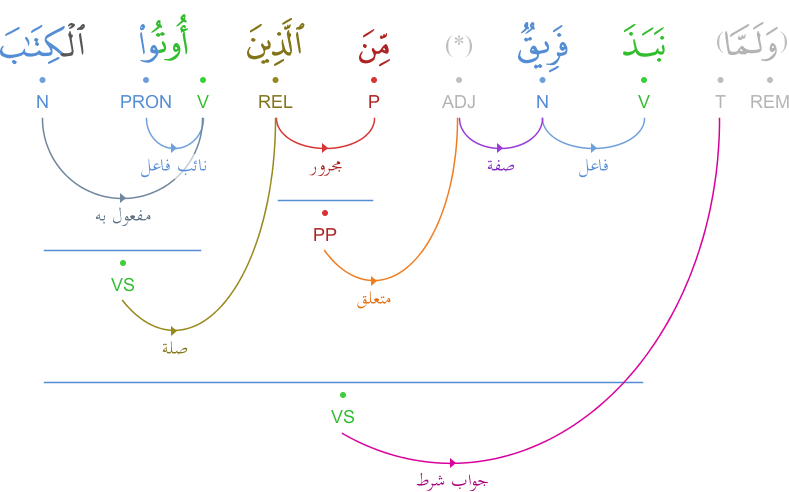 (وَلَمَّا) نَبَذَ فَرِيقٌ (*) مِّنَ ٱلَّذِينَ أُوتُوا۟ ٱلْكِتَـٰبَ
REM T V N ADJ P REL V PRON N
فاعل صفة مجرور نائب فاعل
مفعول به
PP
VS
متعلق
صلة
VS
جواب شرط